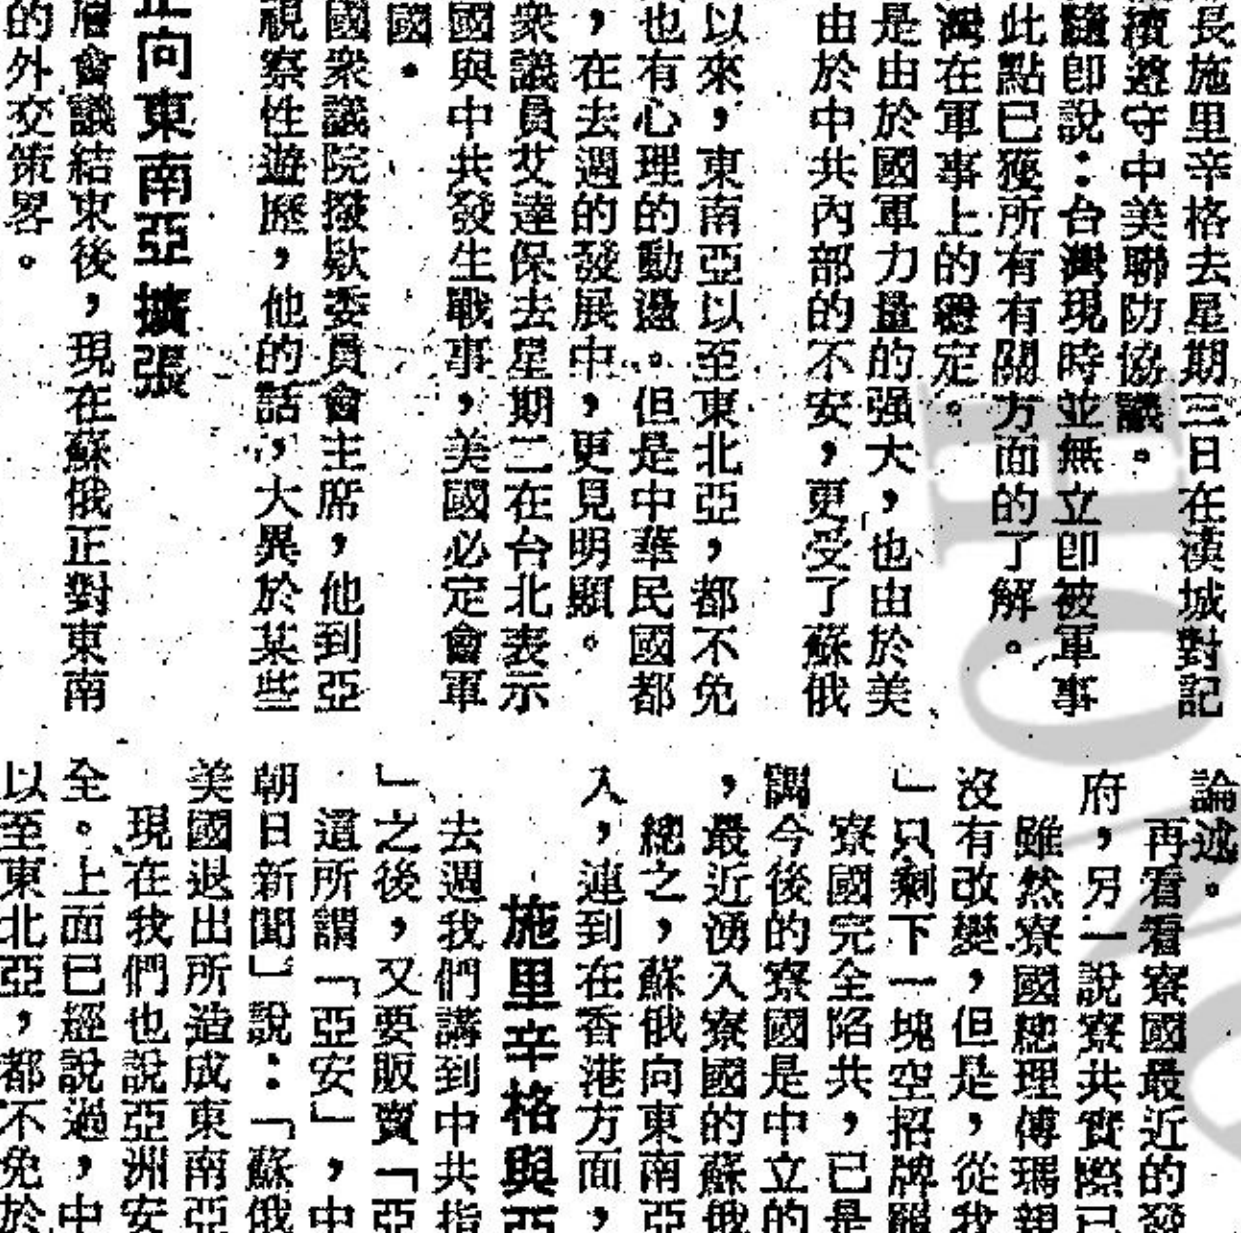 長施里辛格去星期三日在漢城對記
續遵守中美聯防協議。
隨卽說：台灣現時並無立卽被軍事
此點已獲所有有關方面的了解。
灣在軍事上的穩定。
是由於國軍力量的强大，也由於美
由於中共內部的不安，更受了蘇俄
以來，東南亞以至東北亞，都不免
也有心理的動盪。但是中華民國都
，在去週的發展中，更見明顯。
衆議員艾達保去星期二在台北表示
國與中共發生戰事，美國必定會軍
國．
國衆議院撥欵委員會主席，他到亞
視察性遊歷，他的話，大異於某些
正向東南亞擴張
層會議結束後，現在蘇俄正對東南
的外交策畧。
論述。
再看看寮國最近的發
府，另一說寮共實際已
雖然寮國總理傅瑪親
沒有改變，但是，從我
」只剩下一塊空招牌罷
寮國完全陷共，已是
謂今後的寮國是中立的
，最近湧入寮國的蘇俄
總之，蘇俄向東南亞
入，連到在香港方面，
施里辛格與亞
去週我們講到中共指
」之後，又要販賣「亞
這所謂「亞安」，中
朝日新聞」說：「蘇俄
美國退出所造成東南亞
現在我們也說亞洲安
全。上面已經說過，中
以至東北亞，都不免於